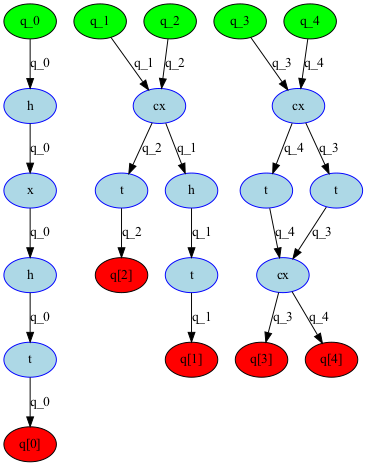 q_0 q_1 q_2 q_3 q_4
q_0 q_1 q_2 q_3 q_4
h cx cx
q_0 q_2 q_1 q_4 q_3
x t h t t
q_0 q_2 q_1 q_4 q_3
h q[2] t cx
q_0 q_1 q_3 q_4
t q[1] q[3] q[4]
q_0
q[0]